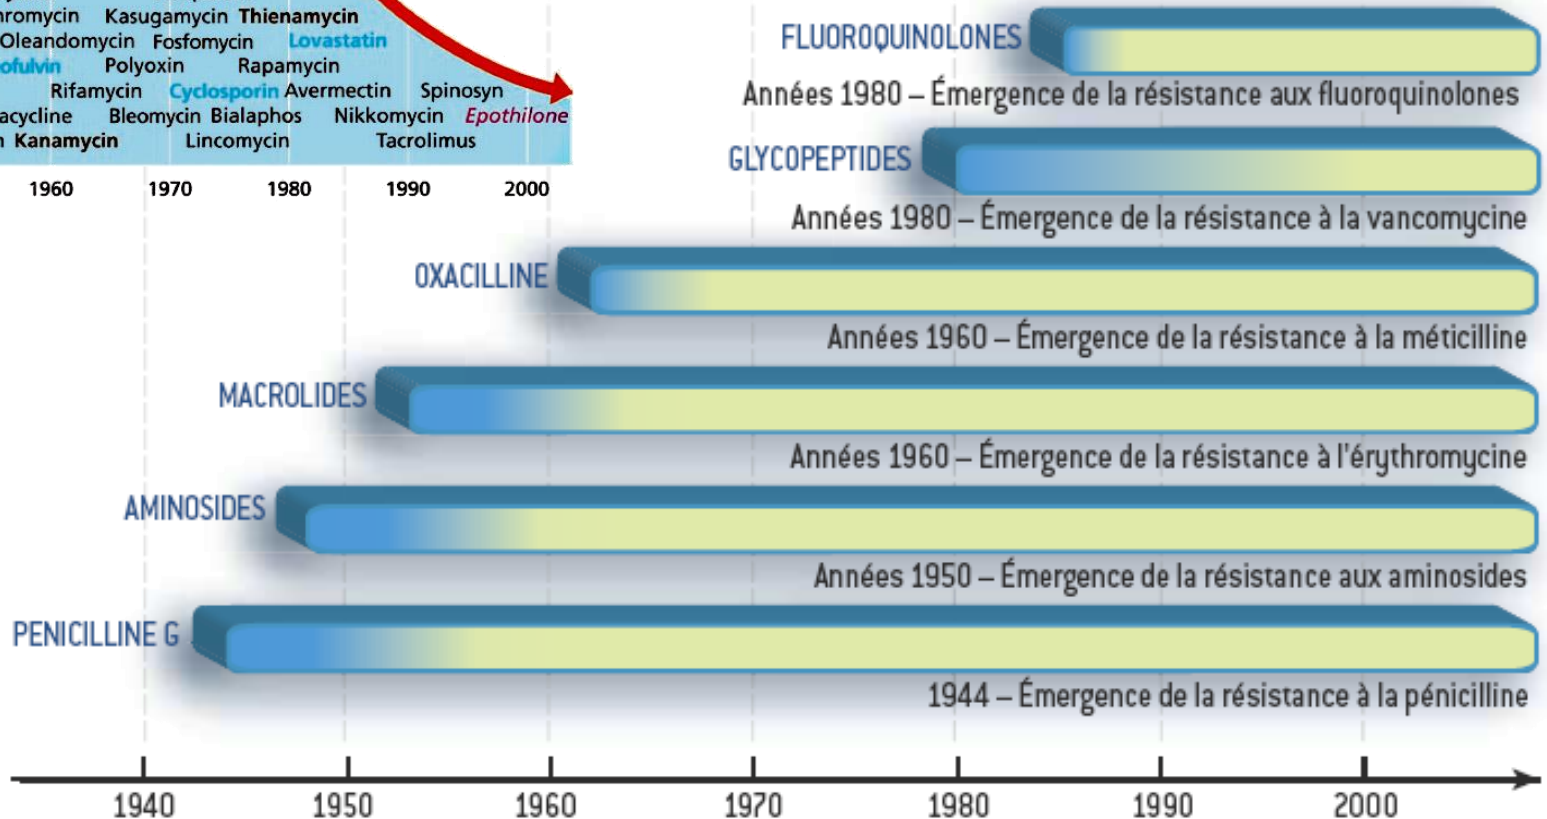 Kasugamycin Thienamycin
Oleandomycin Fosfomycin Lovastatin
Polyoxin Rapamycin
Rifamycin Cyclosporin Avermectin Spinosyn
Bleomycin Bialaphos Nikkomycin Epothilone
Kanamycin Lincomycin Tacrolimus
1960 1970 1980 1990 2000
FLUOROQUINOLONES
Années 1980 – Émergence de la résistance aux fluoroquinolones
GLYCOPEPTIDES
Années 1980 – Émergence de la résistance à la vancomycine
OXACILLINE
Années 1960 – Émergence de la résistance à la méticilline
MACROLIDES
Années 1960 – Émergence de la résistance à l'érythromycine
AMINOSIDES
Années 1950 – Émergence de la résistance aux aminosides
PENICILLINE G
1944 – Émergence de la résistance à la pénicilline
1940 1950 1960 1970 1980 1990 2000